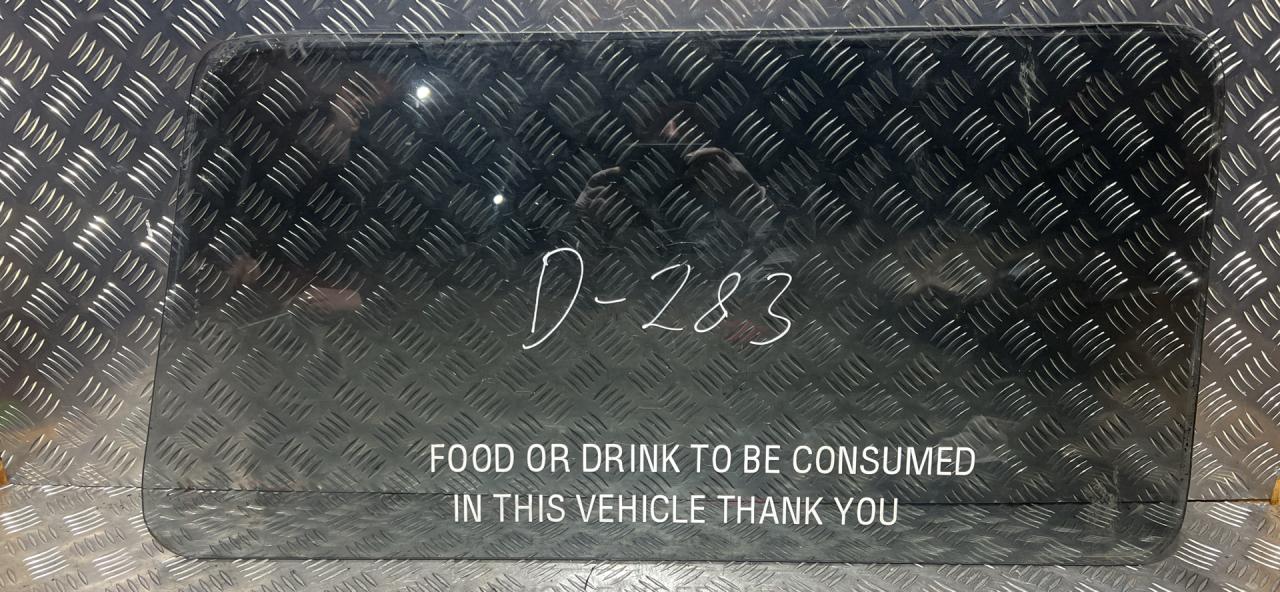 D-283
FOOD OR DRINK TO BE CONSUMED
IN THIS VEHICLE THANK YOU